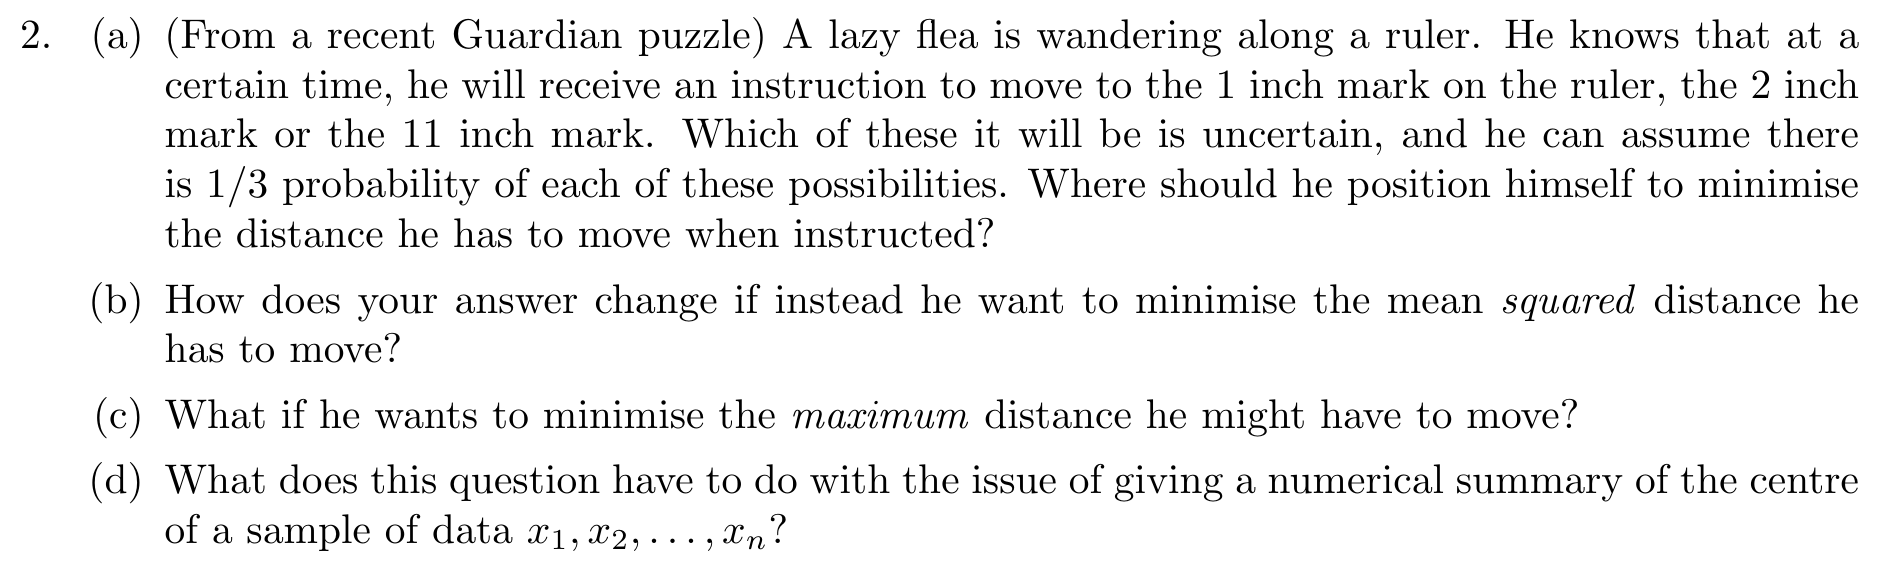 2. (a) (From a recent Guardian puzzle) A lazy flea is wandering along a ruler. He knows that at a
certain time, he will receive an instruction to move to the 1 inch mark on the ruler, the 2 inch
mark or the 11 inch mark. Which of these it will be is uncertain, and he can assume there
is 1/3 probability of each of these possibilities. Where should he position himself to minimise
the distance he has to move when instructed?
(b) How does your answer change if instead he want to minimise the mean squared distance he
has to move?
(c) What if he wants to minimise the maximum distance he might have to move?
(d) What does this question have to do with the issue of giving a numerical summary of the centre
of a sample of data x₁, x₂, . . . , xₙ?